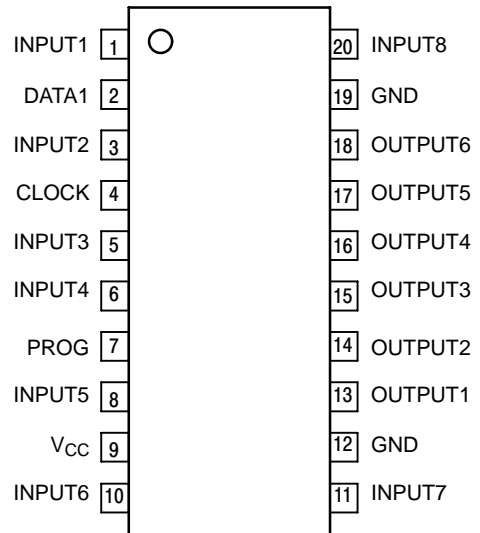 INPUT1 1 20 INPUT8
DATA1 2 19 GND
INPUT2 3 18 OUTPUT6
CLOCK 4 17 OUTPUT5
INPUT3 5 16 OUTPUT4
INPUT4 6 15 OUTPUT3
PROG 7 14 OUTPUT2
INPUT5 8 13 OUTPUT1
VCC 9 12 GND
INPUT6 10 11 INPUT7